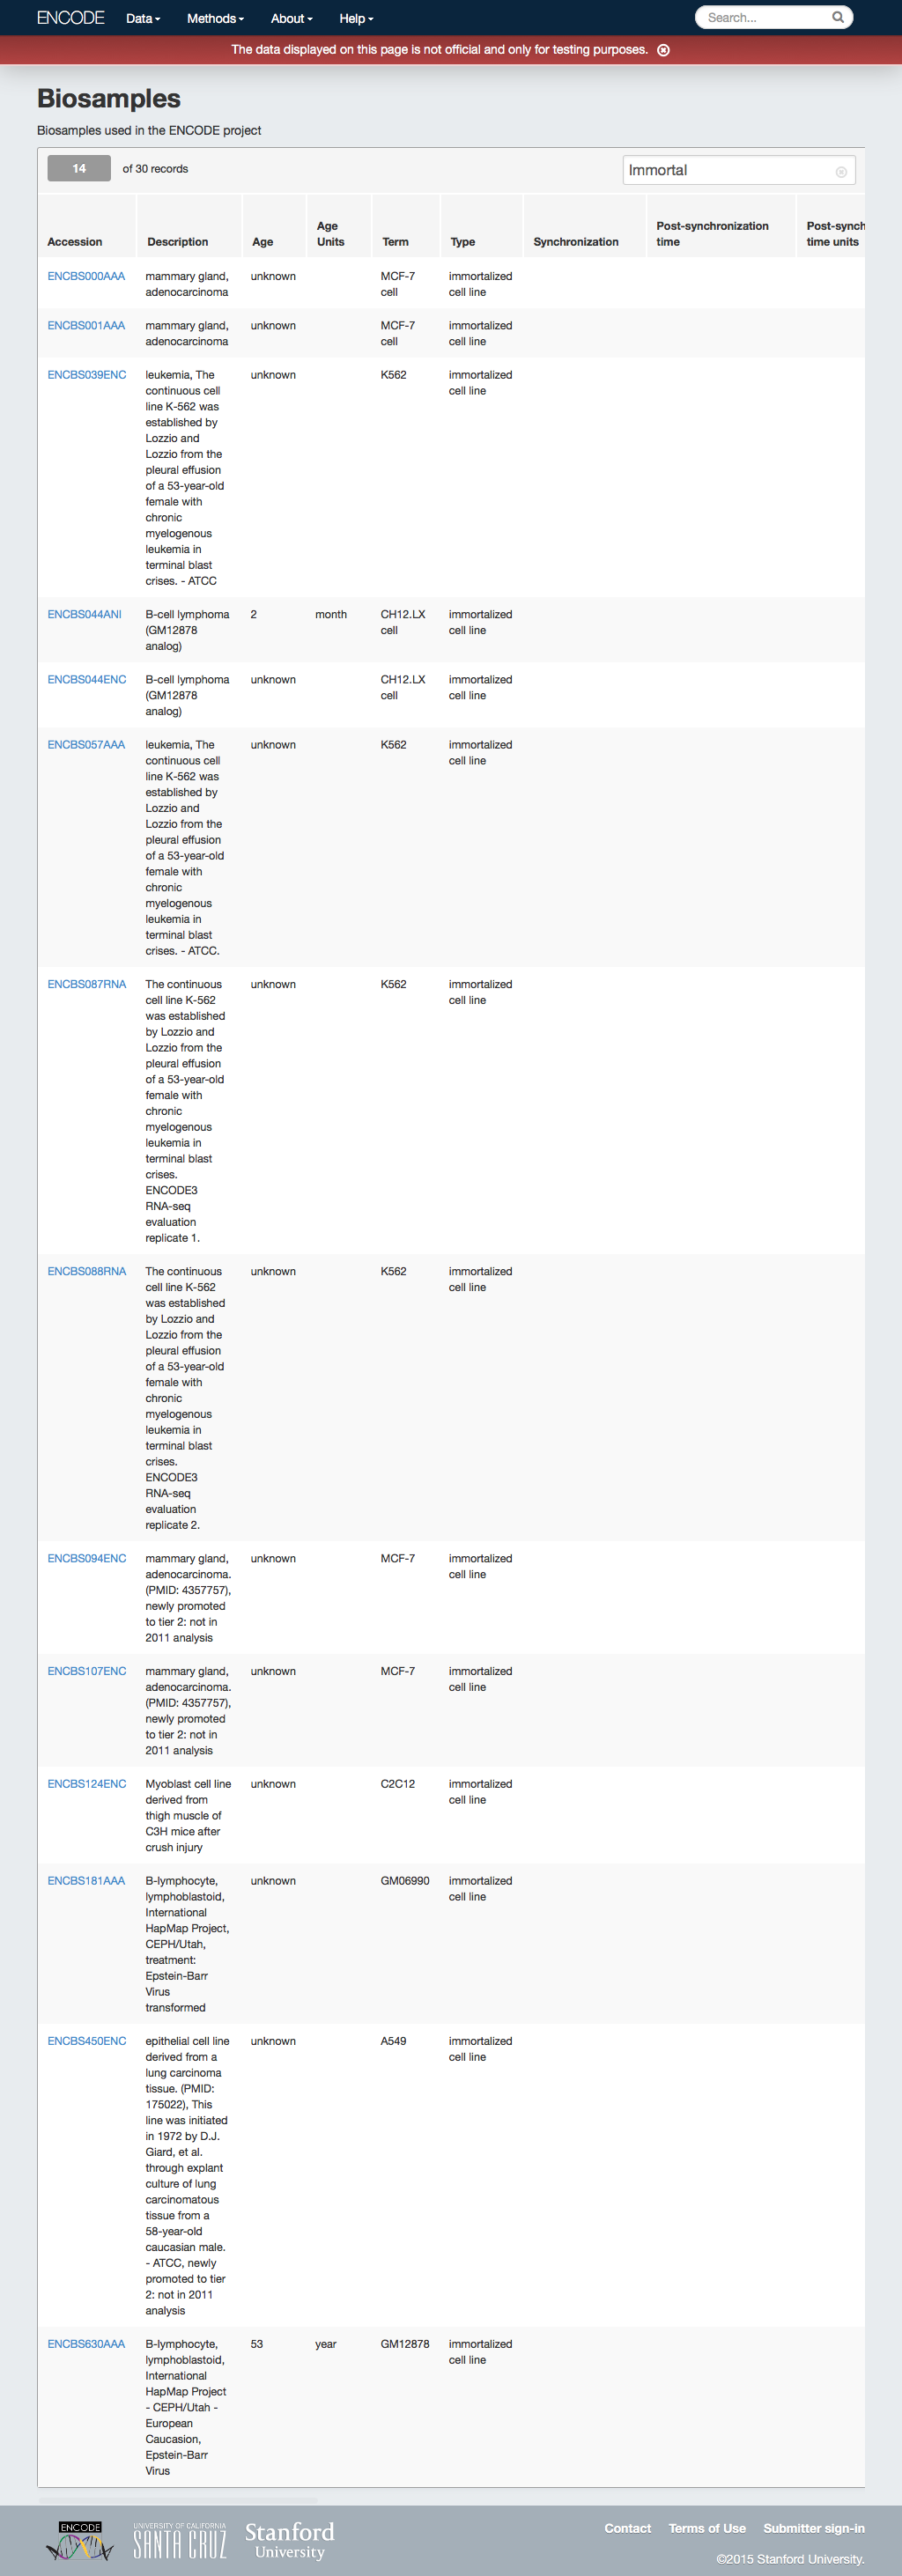 ENCODE Data Methods About Help Search...
The data displayed on this page is not official and only for testing purposes.
Biosamples
Biosamples used in the ENCODE project
14 of 30 records Immortal
Accession Description Age Age Units Term Type Synchronization Post-synchronization time Post-synch time units
ENCBS000AAA mammary gland, unknown MCF-7 immortalized
adenocarcinoma cell cell line
ENCBS001AAA mammary gland, unknown MCF-7 immortalized
adenocarcinoma cell cell line
ENCBS039ENC leukemia, The unknown K562 immortalized
continuous cell cell line
line K-562 was
established by
Lozzio and
Lozzio from the
pleural effusion
of a 53-year-old
female with
chronic
myelogenous
leukemia in
terminal blast
crises. - ATCC
ENCBS044ANI B-cell lymphoma 2 month CH12.LX immortalized
(GM12878 cell cell line
analog)
ENCBS044ENC B-cell lymphoma unknown CH12.LX immortalized
(GM12878 cell cell line
analog)
ENCBS057AAA leukemia, The unknown K562 immortalized
continuous cell cell line
line K-562 was
established by
Lozzio and
Lozzio from the
pleural effusion
of a 53-year-old
female with
chronic
myelogenous
leukemia in
terminal blast
crises. - ATCC.
ENCBS087RNA The continuous unknown K562 immortalized
cell line K-562 cell line
was established
by Lozzio and
Lozzio from the
pleural effusion
of a 53-year-old
female with
chronic
myelogenous
leukemia in
terminal blast
crises.
ENCODE3
RNA-seq
evaluation
replicate 1.
ENCBS088RNA The continuous unknown K562 immortalized
cell line K-562 cell line
was established
by Lozzio and
Lozzio from the
pleural effusion
of a 53-year-old
female with
chronic
myelogenous
leukemia in
terminal blast
crises.
ENCODE3
RNA-seq
evaluation
replicate 2.
ENCBS094ENC mammary gland, unknown MCF-7 immortalized
adenocarcinoma. cell line
(PMID: 4357757),
newly promoted
to tier 2: not in
2011 analysis
ENCBS107ENC mammary gland, unknown MCF-7 immortalized
adenocarcinoma. cell line
(PMID: 4357757),
newly promoted
to tier 2: not in
2011 analysis
ENCBS124ENC Myoblast cell line unknown C2C12 immortalized
derived from cell line
thigh muscle of
C3H mice after
crush injury
ENCBS181AAA B-lymphocyte, unknown GM06990 immortalized
lymphoblastoid, cell line
International
HapMap Project,
CEPH/Utah,
treatment:
Epstein-Barr
Virus
transformed
ENCBS450ENC epithelial cell line unknown A549 immortalized
derived from a cell line
lung carcinoma
tissue. (PMID:
175022), This
line was initiated
in 1972 by D.J.
Giard, et al.
through explant
culture of lung
carcinomatous
tissue from a
58-year-old
caucasian male.
- ATCC, newly
promoted to tier
2: not in 2011
analysis
ENCBS630AAA B-lymphocyte, 53 year GM12878 immortalized
lymphoblastoid, cell line
International
HapMap Project
- CEPH/Utah -
European
Caucasion,
Epstein-Barr
Virus
ENCODE UNIVERSITY OF CALIFORNIA SANTA CRUZ Stanford University
Contact Terms of Use Submitter sign-in
©2015 Stanford University.